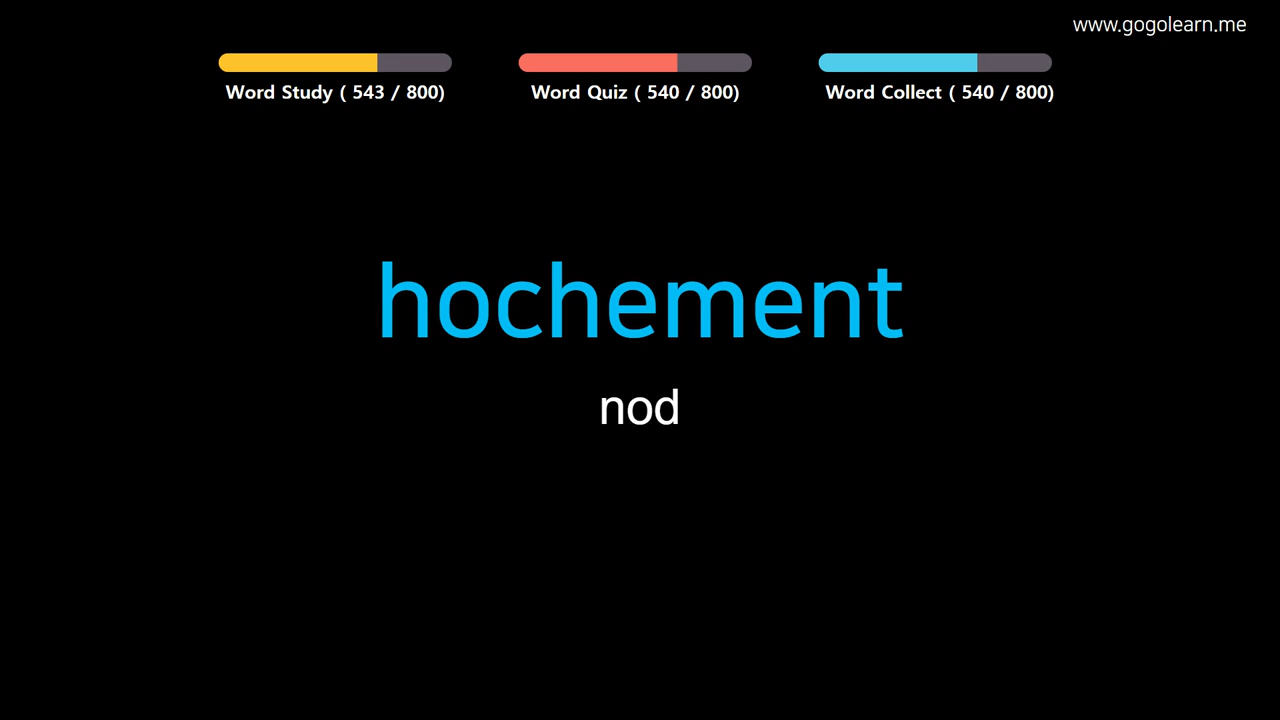 www.gogolearn.me
Word Study ( 543 / 800)
Word Quiz ( 540 / 800)
Word Collect ( 540 / 800)
hochement
nod